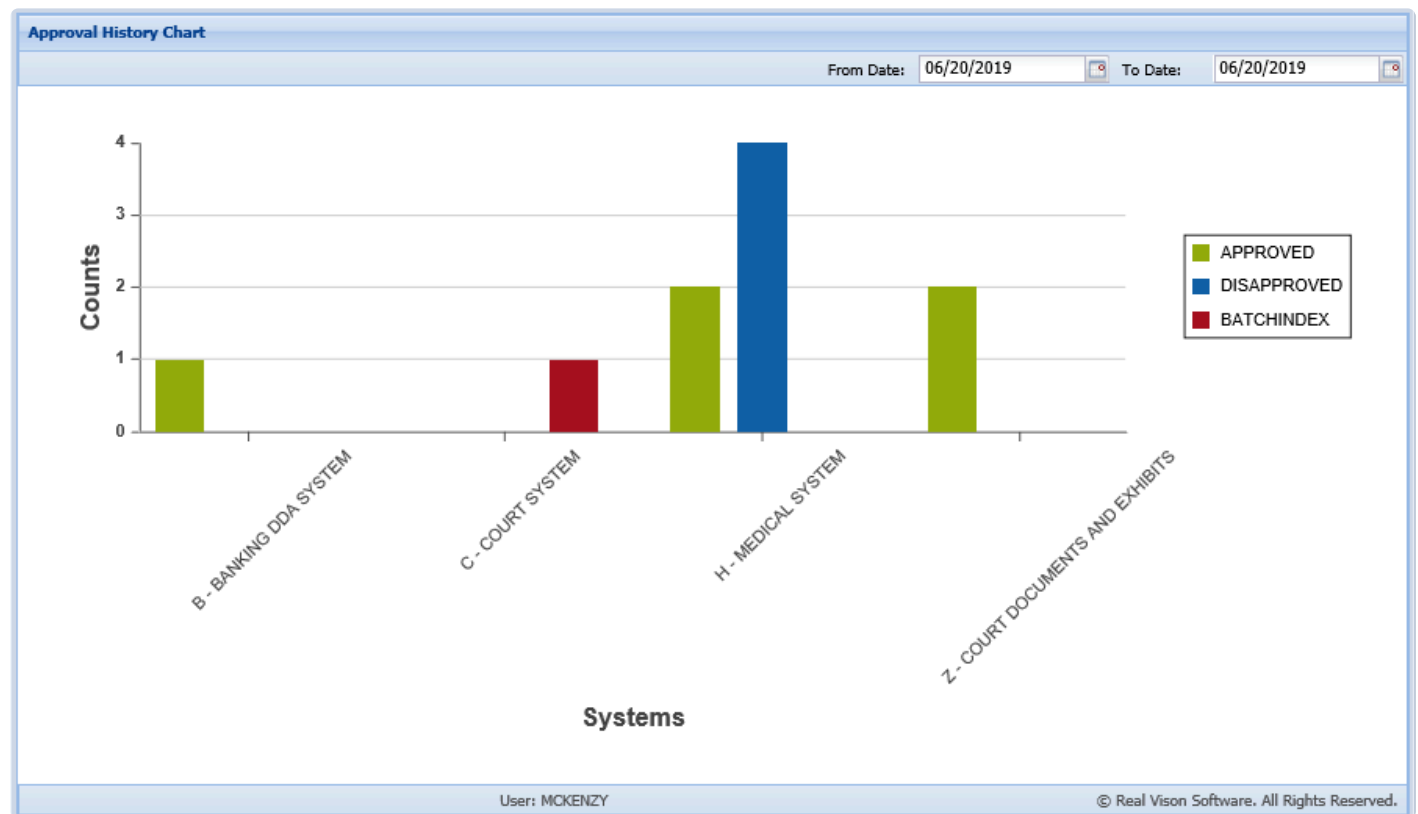 Approval History Chart
From Date: 06/20/2019 To Date: 06/20/2019
4
3
2
1
0
Counts
APPROVED
DISAPPROVED
BATCHINDEX
B - BANKING DDA SYSTEM
C - COURT SYSTEM
H - MEDICAL SYSTEM
Z - COURT DOCUMENTS AND EXHIBITS
Systems
User: MCKENZY
© Real Vison Software. All Rights Reserved.